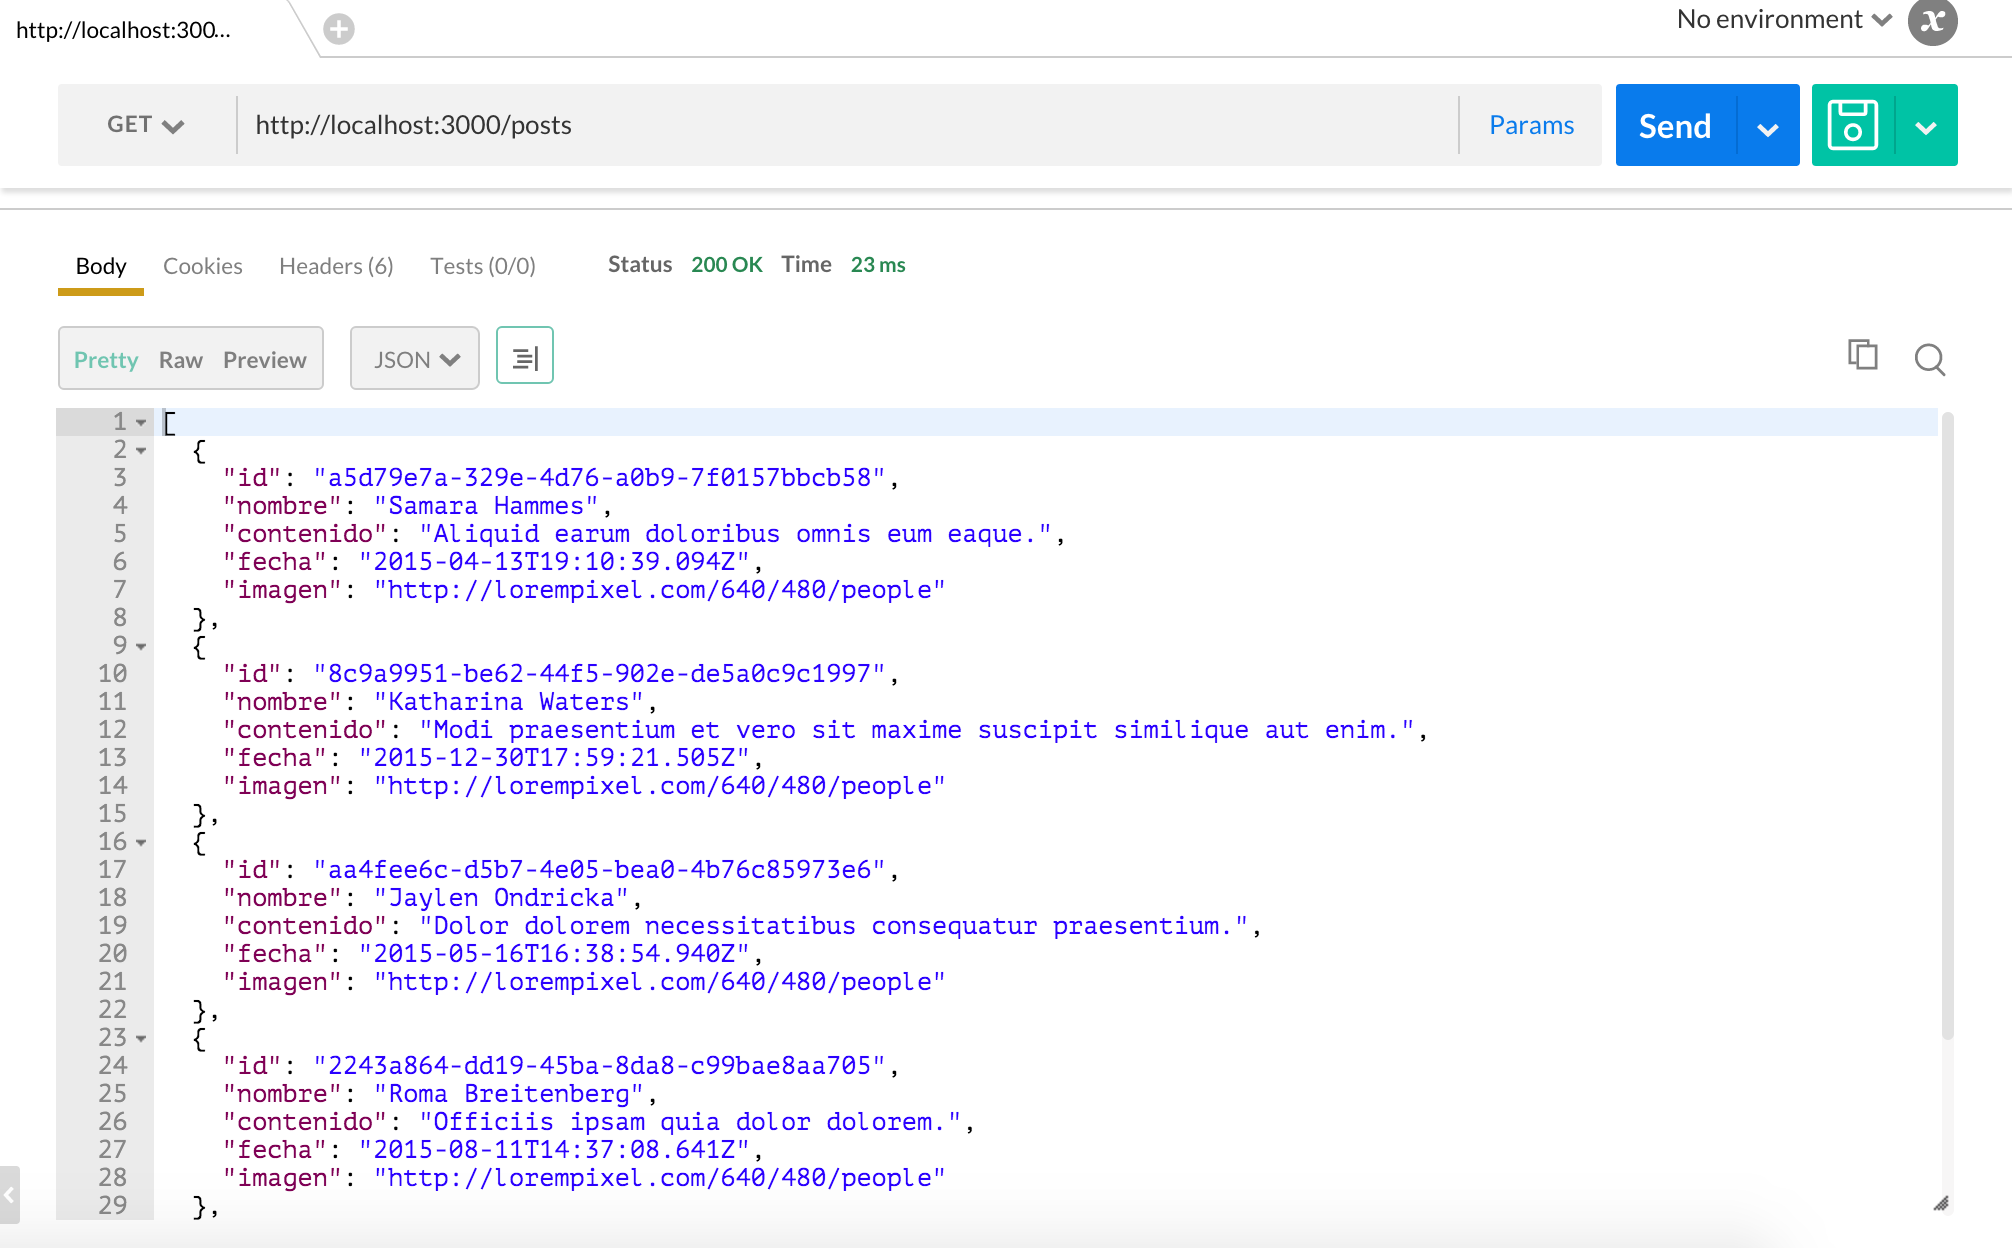 http://localhost:300...
No environment
GET http://localhost:3000/posts Params Send
Body Cookies Headers (6) Tests (0/0) Status 200 OK Time 23 ms
Pretty Raw Preview JSON
1 [
2 {
3 "id": "a5d79e7a-329e-4d76-a0b9-7f0157bbcb58",
4 "nombre": "Samara Hammes",
5 "contenido": "Aliquid earum doloribus omnis eum eaque.",
6 "fecha": "2015-04-13T19:10:39.094Z",
7 "imagen": "http://lorempixel.com/640/480/people"
8 },
9 {
10 "id": "8c9a9951-be62-44f5-902e-de5a0c9c1997",
11 "nombre": "Katharina Waters",
12 "contenido": "Modi praesentium et vero sit maxime suscipit similique aut enim.",
13 "fecha": "2015-12-30T17:59:21.505Z",
14 "imagen": "http://lorempixel.com/640/480/people"
15 },
16 {
17 "id": "aa4fee6c-d5b7-4e05-bea0-4b76c85973e6",
18 "nombre": "Jaylen Ondricka",
19 "contenido": "Dolor dolorem necessitatibus consequatur praesentium.",
20 "fecha": "2015-05-16T16:38:54.940Z",
21 "imagen": "http://lorempixel.com/640/480/people"
22 },
23 {
24 "id": "2243a864-dd19-45ba-8da8-c99bae8aa705",
25 "nombre": "Roma Breitenberg",
26 "contenido": "Officiis ipsam quia dolor dolorem.",
27 "fecha": "2015-08-11T14:37:08.641Z",
28 "imagen": "http://lorempixel.com/640/480/people"
29 },